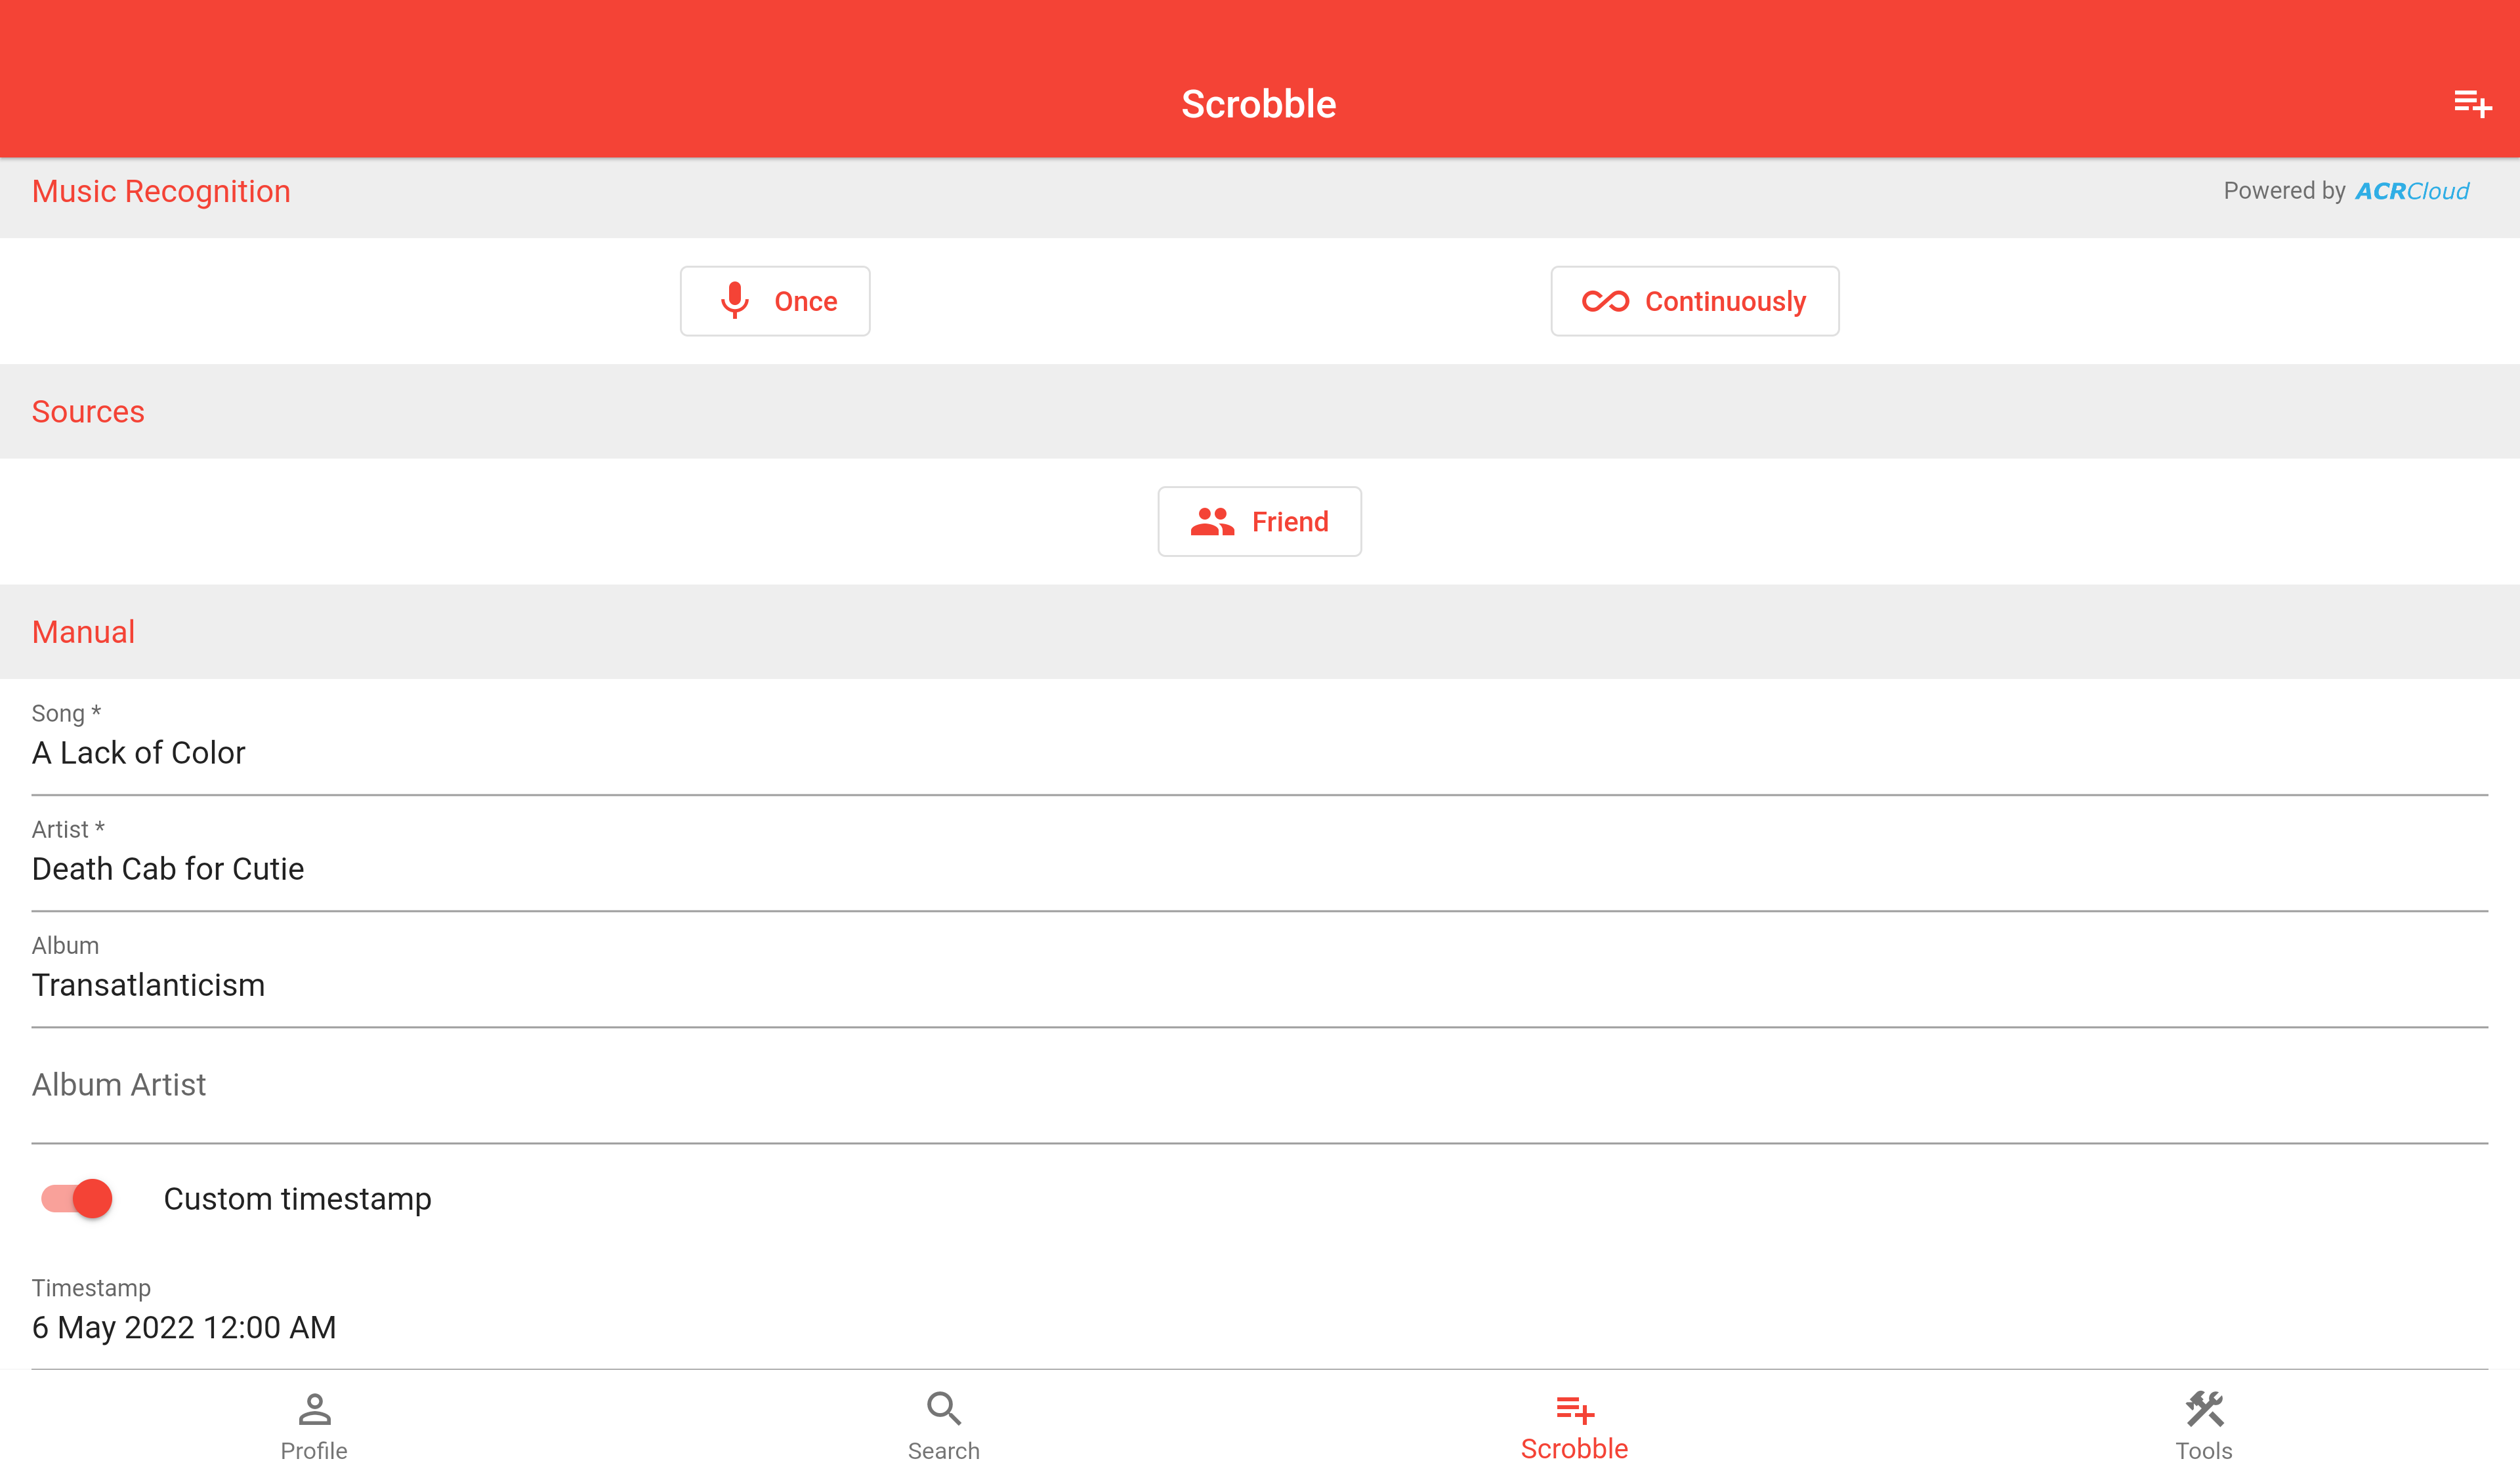 Scrobble
Music Recognition
Powered by ACRCloud
Once
Continuously
Sources
Friend
Manual
Song *
A Lack of Color
Artist *
Death Cab for Cutie
Album
Transatlanticism
Album Artist
Custom timestamp
Timestamp
6 May 2022 12:00 AM
Profile
Search
Scrobble
Tools